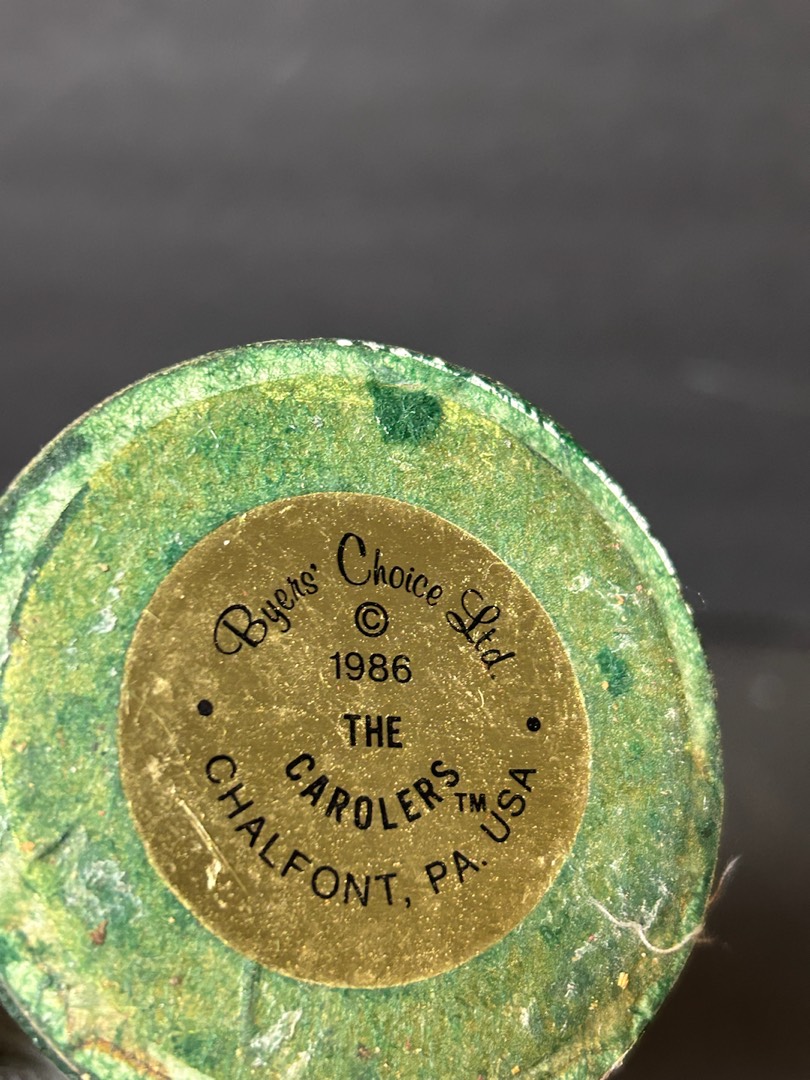 Byers' Choice Ltd.
©
1986
THE
CAROLERS™
• CHALFONT, PA. USA •